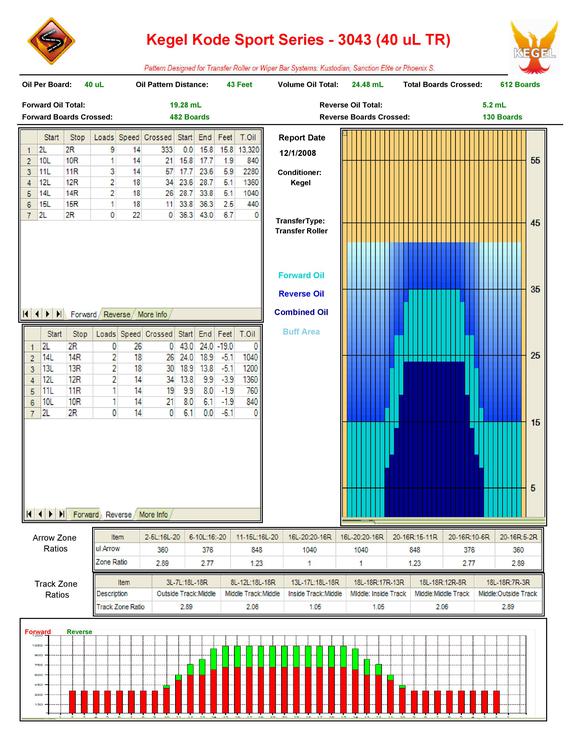 Kegel Kode Sport Series - 3043 (40 uL TR)
KEGEL
Pattern Designed for Transfer Roller or Wiper Bar Systems. Kustodian, Sanction Elite or Phoenix S.
Oil Per Board: 40 uL Oil Pattern Distance: 43 Feet Volume Oil Total: 24.48 mL Total Boards Crossed: 612 Boards
Forward Oil Total: 19.28 mL Reverse Oil Total: 5.2 mL
Forward Boards Crossed: 482 Boards Reverse Boards Crossed: 130 Boards
Start Stop Loads Speed Crossed Start End Feet T.Oil
1 2L 2R 9 14 333 0.0 15.8 15.8 13,320
2 10L 10R 1 14 21 15.8 17.7 1.9 840
3 11L 11R 3 14 57 17.7 23.6 5.9 2280
4 12L 12R 2 18 34 23.6 28.7 5.1 1360
5 14L 14R 2 18 26 28.7 33.8 5.1 1040
6 15L 15R 1 18 11 33.8 36.3 2.5 440
7 2L 2R 0 22 0 36.3 43.0 6.7 0
Forward Reverse More Info
Start Stop Loads Speed Crossed Start End Feet T.Oil
1 2L 2R 0 26 0 43.0 24.0 -19.0 0
2 14L 14R 2 18 26 24.0 18.9 -5.1 1040
3 13L 13R 2 18 30 18.9 13.8 -5.1 1200
4 12L 12R 2 14 34 13.8 9.9 -3.9 1360
5 11L 11R 1 14 19 9.9 8.0 -1.9 760
6 10L 10R 1 14 21 8.0 6.1 -1.9 840
7 2L 2R 0 14 0 6.1 0.0 -6.1 0
Forward Reverse More Info
Report Date
12/1/2008
Conditioner:
Kegel
TransferType:
Transfer Roller
Forward Oil
Reverse Oil
Combined Oil
Buff Area
55
45
35
25
15
5
Arrow Zone Ratios
Item 2-5L:16L-20 6-10L:16:-20 11-15L:16L-20 16L-20:20-16R 16L-20:20-16R 20-16R:15-11R 20-16R:10-6R 20-16R:5-2R
ul Arrow 360 376 848 1040 1040 848 376 360
Zone Ratio 2.89 2.77 1.23 1 1 1.23 2.77 2.89
Track Zone Ratios
Item 3L-7L:18L-18R 8L-12L:18L-18R 13L-17L:18L-18R 18L-18R:17R-13R 18L-18R:12R-8R 18L-18R:7R-3R
Description Outside Track:Middle Middle Track:Middle Inside Track:Middle Middle: Inside Track Middle:Middle Track Middle:Outside Track
Track Zone Ratio 2.89 2.06 1.05 1.05 2.06 2.89
Forward Reverse